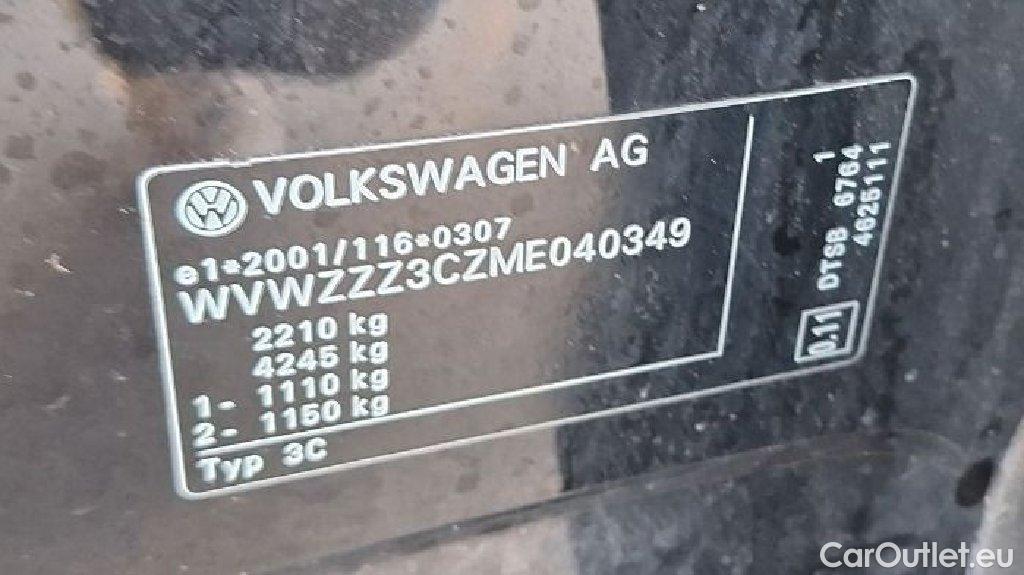 VOLKSWAGEN AG
e1*2001/116*0307
WVWZZZ3CZME040349
2210 kg
4245 kg
1- 1110 kg
2- 1150 kg
Typ 3C
0.11 DTSB 6764 1
4625111
CarOutlet.eu